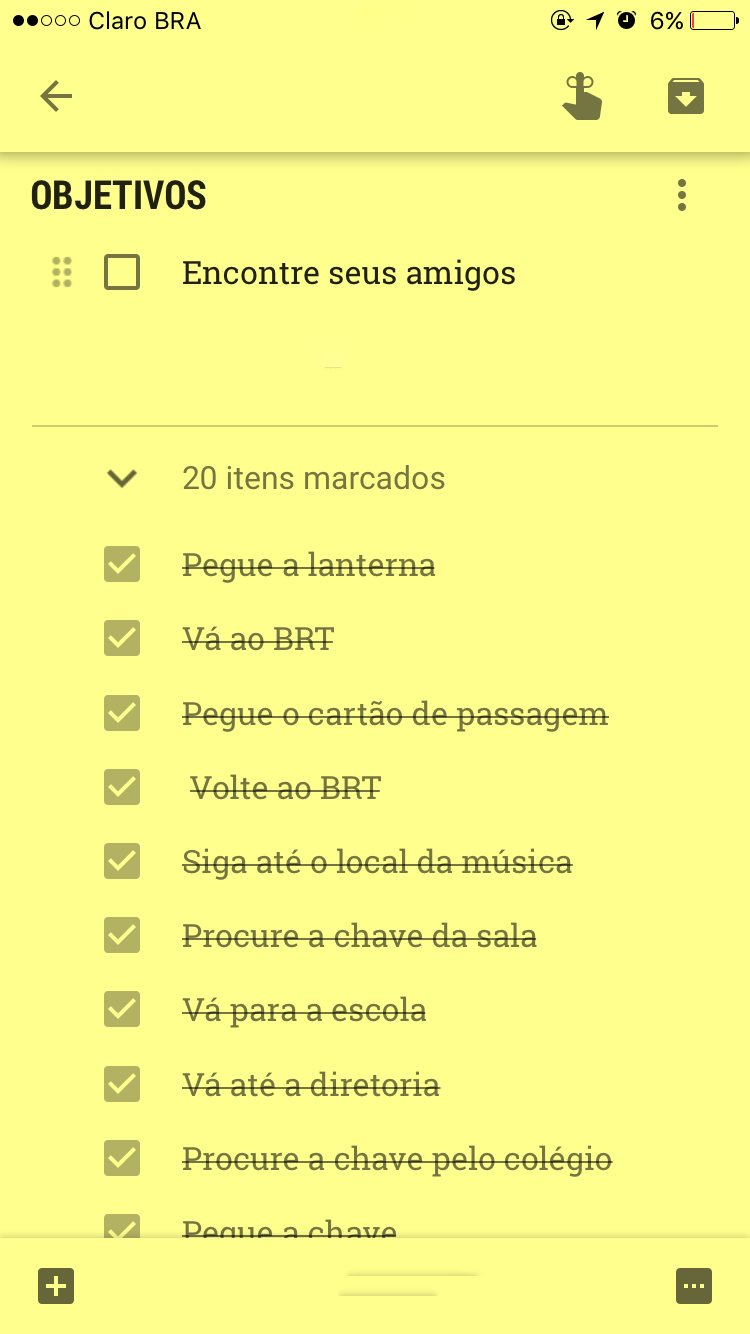 Claro BRA 6%
OBJETIVOS
Encontre seus amigos
20 itens marcados
Pegue a lanterna
Vá ao BRT
Pegue o cartão de passagem
Volte ao BRT
Siga até o local da música
Procure a chave da sala
Vá para a escola
Vá até a diretoria
Procure a chave pelo colégio
Pegue a chave